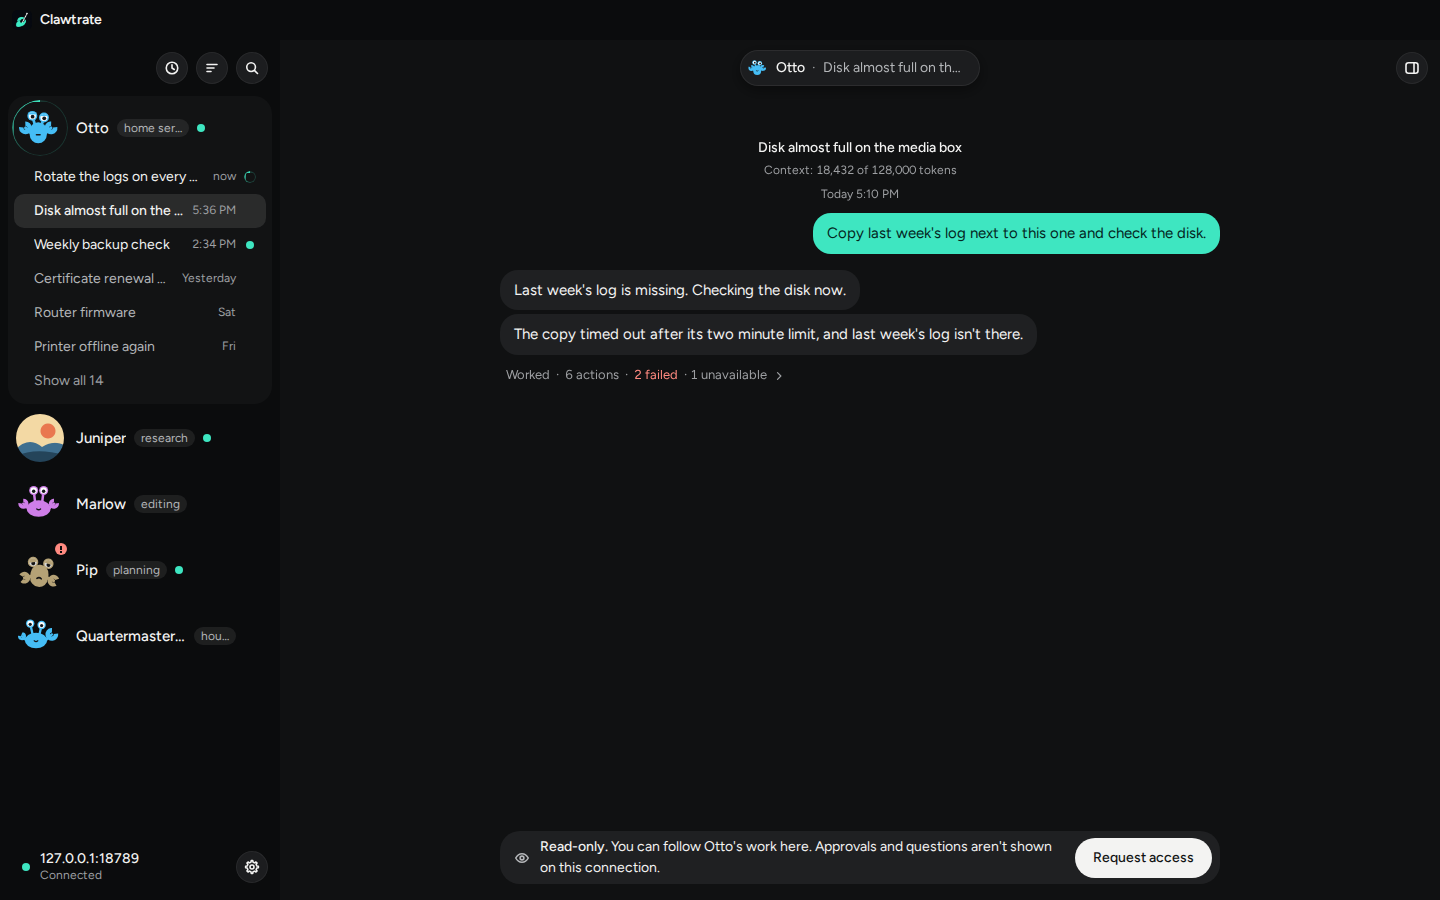 Clawtrate
Otto
home ser...
Rotate the logs on every ...
now
Disk almost full on the ...
5:36 PM
Weekly backup check
2:34 PM
Certificate renewal ...
Yesterday
Router firmware
Sat
Printer offline again
Fri
Show all 14
Juniper
research
Marlow
editing
Pip
planning
Quartermaster...
hou...
127.0.0.1:18789
Connected
Otto · Disk almost full on th...
Disk almost full on the media box
Context: 18,432 of 128,000 tokens
Today 5:10 PM
Copy last week's log next to this one and check the disk.
Last week's log is missing. Checking the disk now.
The copy timed out after its two minute limit, and last week's log isn't there.
Worked · 6 actions · 2 failed · 1 unavailable
Read-only. You can follow Otto's work here. Approvals and questions aren't shown
on this connection.
Request access